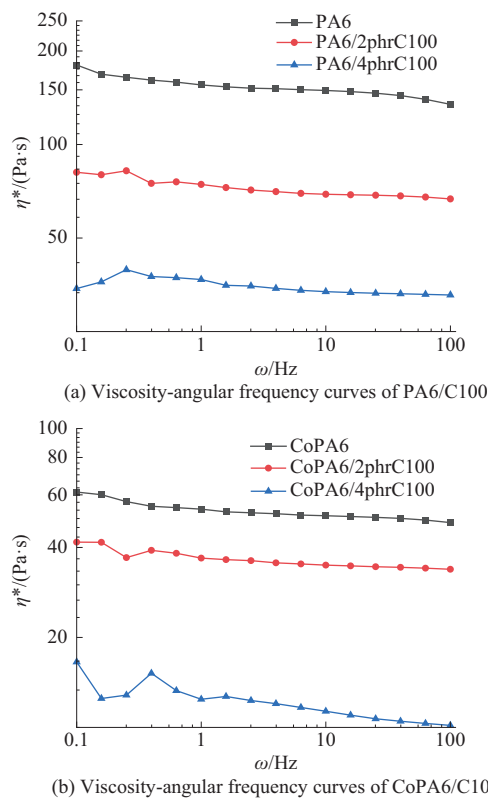 250
200
150
100
50
η*/(Pa·s)
PA6
PA6/2phrC100
PA6/4phrC100
0.1 1 10 100
ω/Hz
(a) Viscosity-angular frequency curves of PA6/C100
100
80
60
40
20
η*/(Pa·s)
CoPA6
CoPA6/2phrC100
CoPA6/4phrC100
0.1 1 10 100
ω/Hz
(b) Viscosity-angular frequency curves of CoPA6/C10